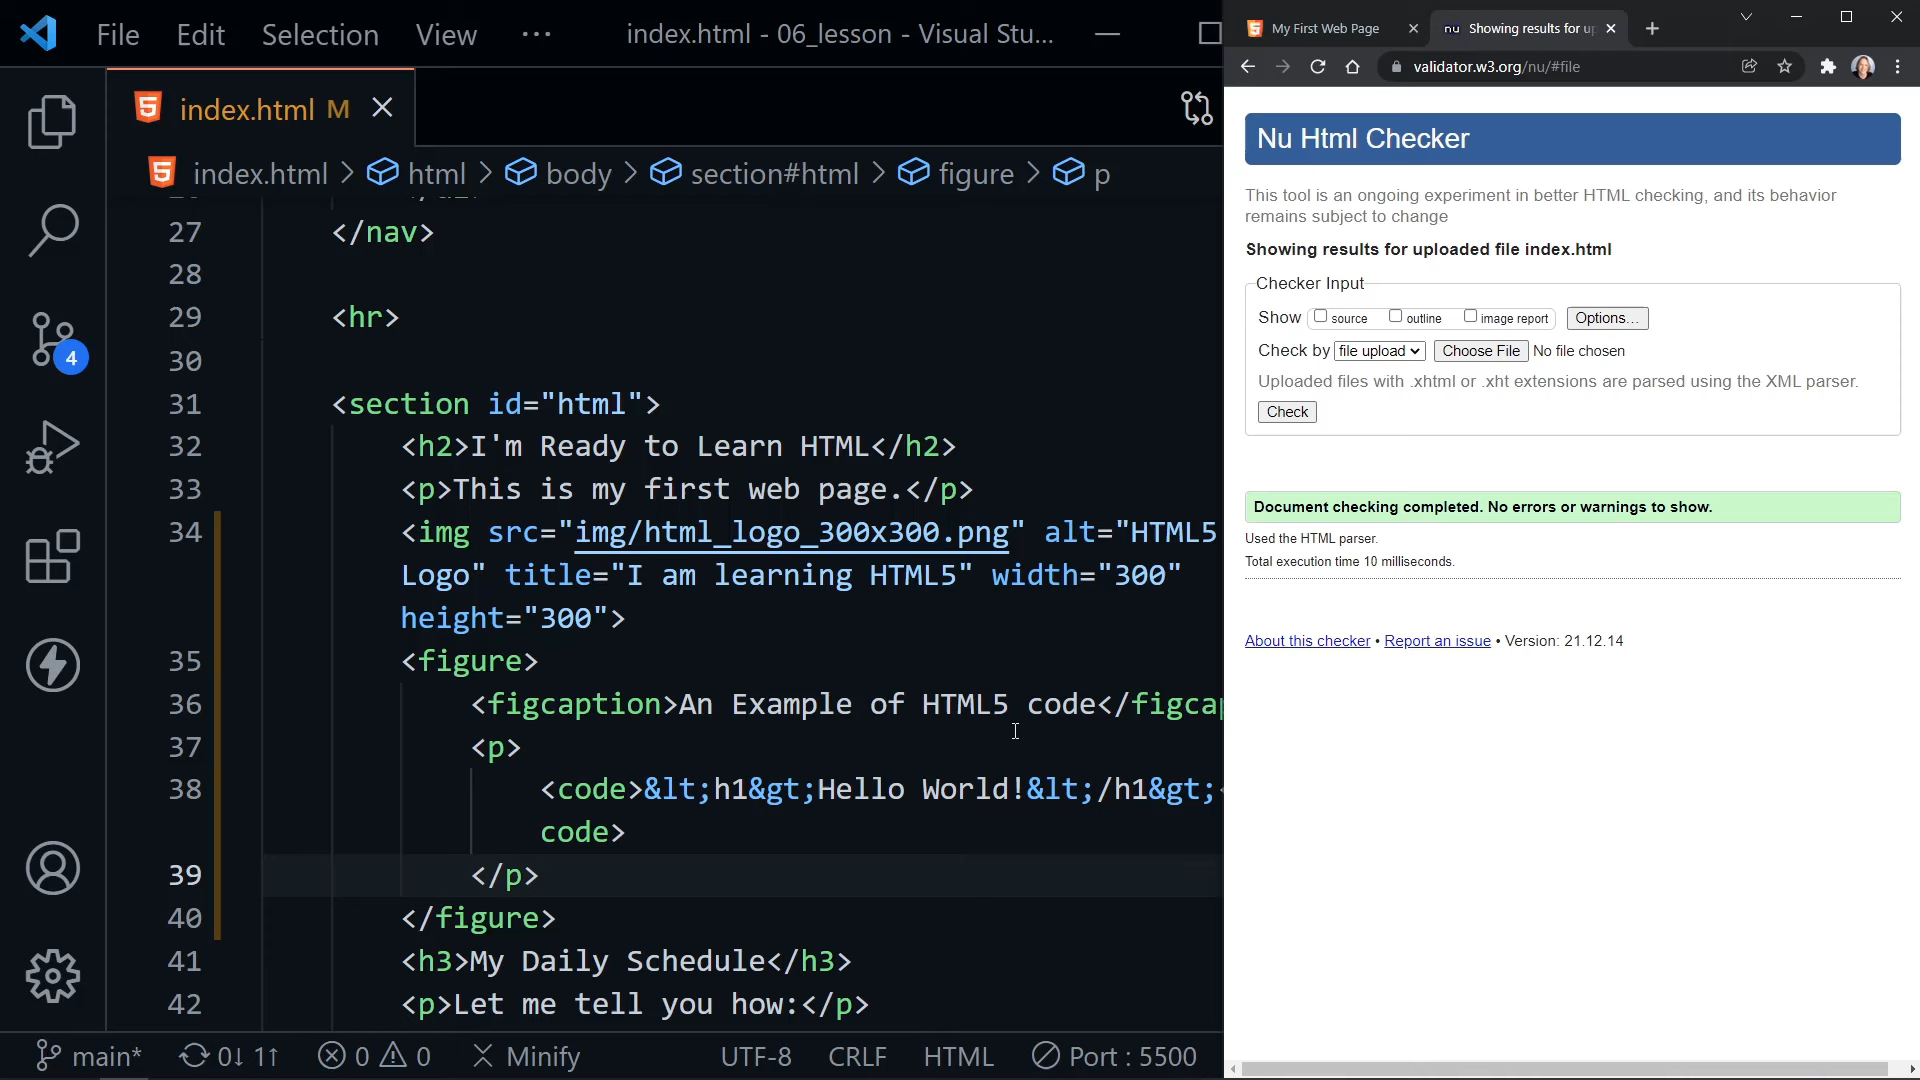 File Edit Selection View ... index.html - 06_lesson - Visual Stu...
index.html M
index.html > html > body > section#html > figure > p
27 </nav>
28
29 <hr>
30
31 <section id="html">
32 <h2>I'm Ready to Learn HTML</h2>
33 <p>This is my first web page.</p>
34 <img src="img/html_logo_300x300.png" alt="HTML5
Logo" title="I am learning HTML5" width="300"
height="300">
35 <figure>
36 <figcaption>An Example of HTML5 code</figcap
37 <p>
38 <code>&lt;h1&gt;Hello World!&lt;/h1&gt;<
code>
39 </p>
40 </figure>
41 <h3>My Daily Schedule</h3>
42 <p>Let me tell you how:</p>
4
main* 0↓ 1↑ 0 0 Minify UTF-8 CRLF HTML Port : 5500
My First Web Page nu Showing results for up
validator.w3.org/nu/#file
Nu Html Checker
This tool is an ongoing experiment in better HTML checking, and its behavior
remains subject to change
Showing results for uploaded file index.html
Checker Input
Show source outline image report Options...
Check by file upload Choose File No file chosen
Uploaded files with .xhtml or .xht extensions are parsed using the XML parser.
Check
Document checking completed. No errors or warnings to show.
Used the HTML parser.
Total execution time 10 milliseconds.
About this checker • Report an issue • Version: 21.12.14